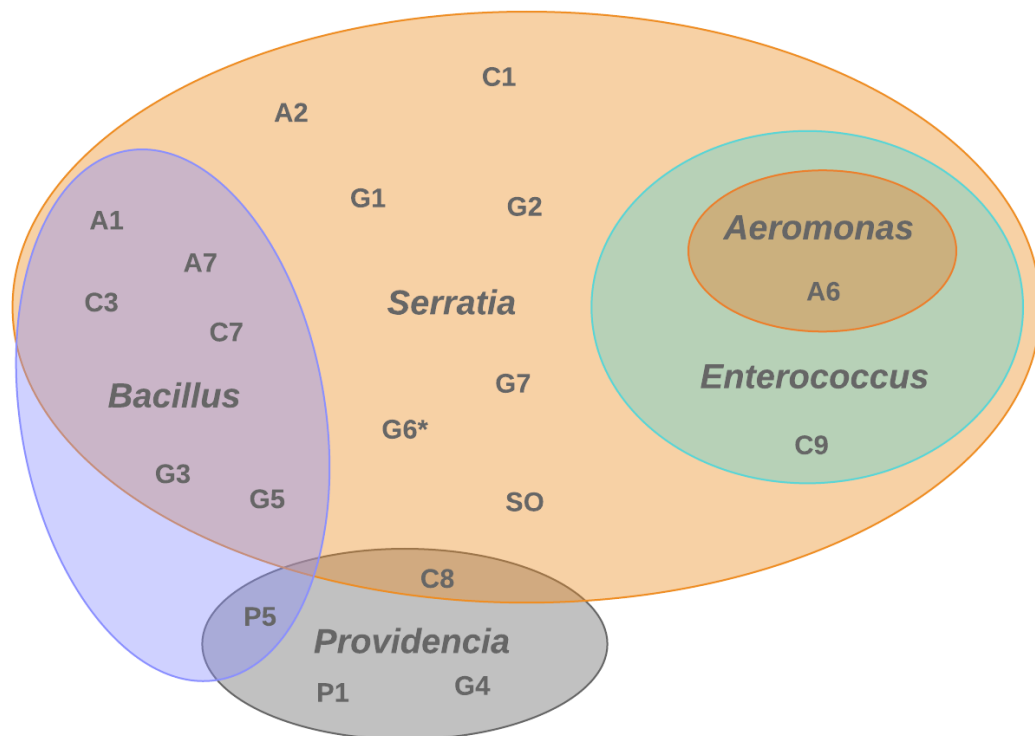 C1
A2
G1
G2
A1
A7
C3
C7
Serratia
Aeromonas
A6
Bacillus
Enterococcus
G7
G6*
C9
G3
G5
SO
C8
P5
Providencia
P1
G4